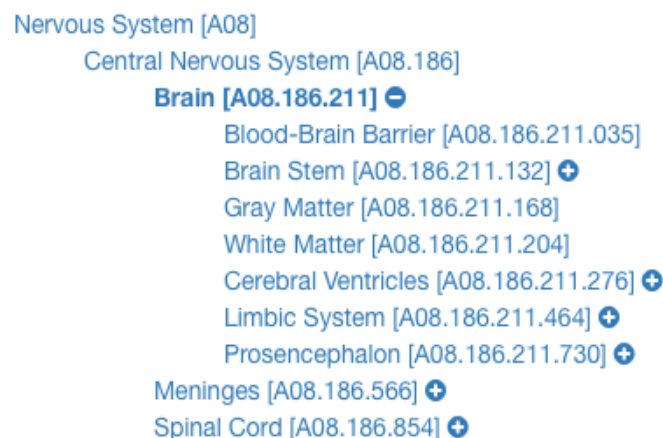 Nervous System [A08]
Central Nervous System [A08.186]
Brain [A08.186.211]
Blood-Brain Barrier [A08.186.211.035]
Brain Stem [A08.186.211.132]
Gray Matter [A08.186.211.168]
White Matter [A08.186.211.204]
Cerebral Ventricles [A08.186.211.276]
Limbic System [A08.186.211.464]
Prosencephalon [A08.186.211.730]
Meninges [A08.186.566]
Spinal Cord [A08.186.854]